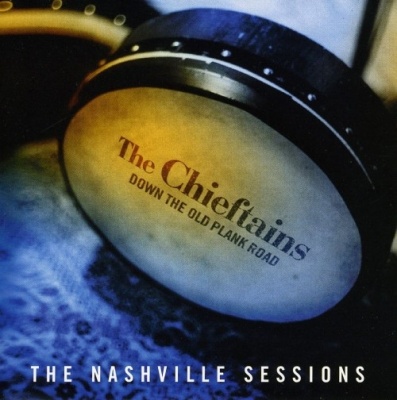 The Chieftains
DOWN THE OLD PLANK ROAD
THE NASHVILLE SESSIONS